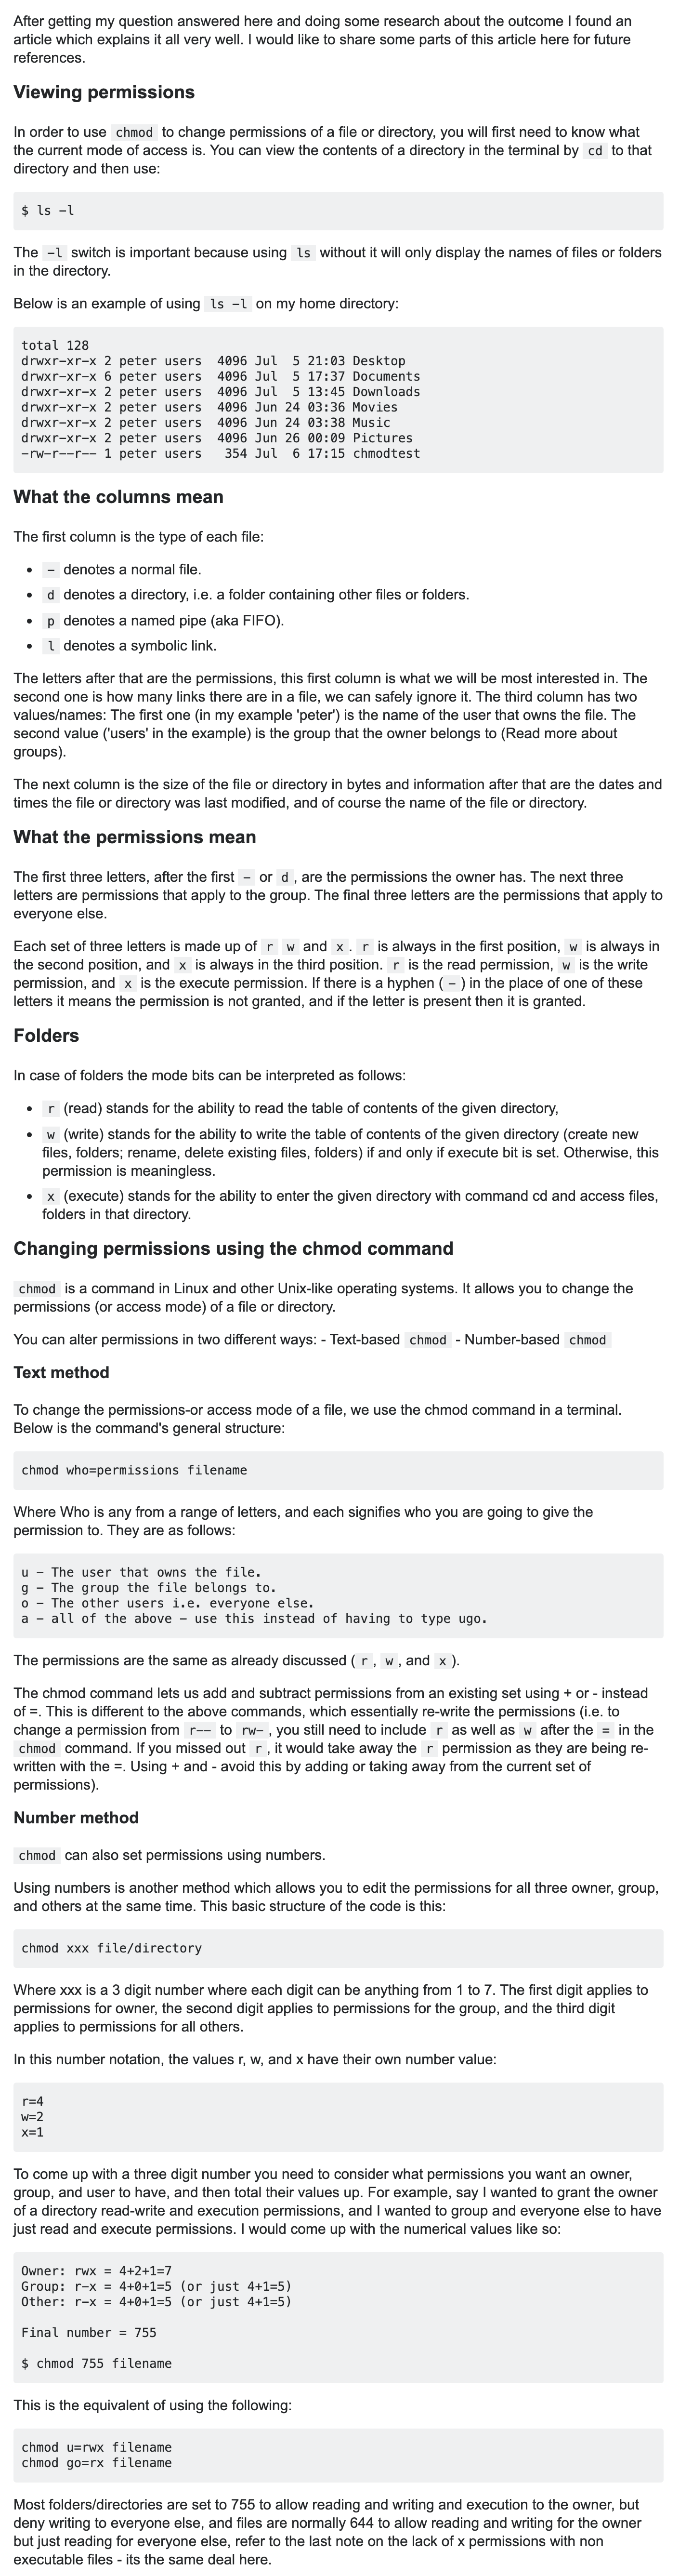 After getting my question answered here and doing some research about the outcome I found an
article which explains it all very well. I would like to share some parts of this article here for future
references.
Viewing permissions
In order to use chmod to change permissions of a file or directory, you will first need to know what
the current mode of access is. You can view the contents of a directory in the terminal by cd to that
directory and then use:
$ ls -l
The -l switch is important because using ls without it will only display the names of files or folders
in the directory.
Below is an example of using ls -l on my home directory:
total 128
drwxr-xr-x 2 peter users  4096 Jul  5 21:03 Desktop
drwxr-xr-x 6 peter users  4096 Jul  5 17:37 Documents
drwxr-xr-x 2 peter users  4096 Jul  5 13:45 Downloads
drwxr-xr-x 2 peter users  4096 Jun 24 03:36 Movies
drwxr-xr-x 2 peter users  4096 Jun 24 03:38 Music
drwxr-xr-x 2 peter users  4096 Jun 26 00:09 Pictures
-rw-r--r-- 1 peter users   354 Jul  6 17:15 chmodtest
What the columns mean
The first column is the type of each file:
• - denotes a normal file.
• d denotes a directory, i.e. a folder containing other files or folders.
• p denotes a named pipe (aka FIFO).
• l denotes a symbolic link.
The letters after that are the permissions, this first column is what we will be most interested in. The
second one is how many links there are in a file, we can safely ignore it. The third column has two
values/names: The first one (in my example 'peter') is the name of the user that owns the file. The
second value ('users' in the example) is the group that the owner belongs to (Read more about
groups).
The next column is the size of the file or directory in bytes and information after that are the dates and
times the file or directory was last modified, and of course the name of the file or directory.
What the permissions mean
The first three letters, after the first - or d , are the permissions the owner has. The next three
letters are permissions that apply to the group. The final three letters are the permissions that apply to
everyone else.
Each set of three letters is made up of r w and x . r is always in the first position, w is always in
the second position, and x is always in the third position. r is the read permission, w is the write
permission, and x is the execute permission. If there is a hyphen ( - ) in the place of one of these
letters it means the permission is not granted, and if the letter is present then it is granted.
Folders
In case of folders the mode bits can be interpreted as follows:
• r (read) stands for the ability to read the table of contents of the given directory,
• w (write) stands for the ability to write the table of contents of the given directory (create new
files, folders; rename, delete existing files, folders) if and only if execute bit is set. Otherwise, this
permission is meaningless.
• x (execute) stands for the ability to enter the given directory with command cd and access files,
folders in that directory.
Changing permissions using the chmod command
chmod is a command in Linux and other Unix-like operating systems. It allows you to change the
permissions (or access mode) of a file or directory.
You can alter permissions in two different ways: - Text-based chmod - Number-based chmod
Text method
To change the permissions-or access mode of a file, we use the chmod command in a terminal.
Below is the command's general structure:
chmod who=permissions filename
Where Who is any from a range of letters, and each signifies who you are going to give the
permission to. They are as follows:
u - The user that owns the file.
g - The group the file belongs to.
o - The other users i.e. everyone else.
a - all of the above - use this instead of having to type ugo.
The permissions are the same as already discussed ( r , w , and x ).
The chmod command lets us add and subtract permissions from an existing set using + or - instead
of =. This is different to the above commands, which essentially re-write the permissions (i.e. to
change a permission from r-- to rw- , you still need to include r as well as w after the = in the
chmod command. If you missed out r , it would take away the r permission as they are being re-
written with the =. Using + and - avoid this by adding or taking away from the current set of
permissions).
Number method
chmod can also set permissions using numbers.
Using numbers is another method which allows you to edit the permissions for all three owner, group,
and others at the same time. This basic structure of the code is this:
chmod xxx file/directory
Where xxx is a 3 digit number where each digit can be anything from 1 to 7. The first digit applies to
permissions for owner, the second digit applies to permissions for the group, and the third digit
applies to permissions for all others.
In this number notation, the values r, w, and x have their own number value:
r=4
w=2
x=1
To come up with a three digit number you need to consider what permissions you want an owner,
group, and user to have, and then total their values up. For example, say I wanted to grant the owner
of a directory read-write and execution permissions, and I wanted to group and everyone else to have
just read and execute permissions. I would come up with the numerical values like so:
Owner: rwx = 4+2+1=7
Group: r-x = 4+0+1=5 (or just 4+1=5)
Other: r-x = 4+0+1=5 (or just 4+1=5)
Final number = 755
$ chmod 755 filename
This is the equivalent of using the following:
chmod u=rwx filename
chmod go=rx filename
Most folders/directories are set to 755 to allow reading and writing and execution to the owner, but
deny writing to everyone else, and files are normally 644 to allow reading and writing for the owner
but just reading for everyone else, refer to the last note on the lack of x permissions with non
executable files - its the same deal here.